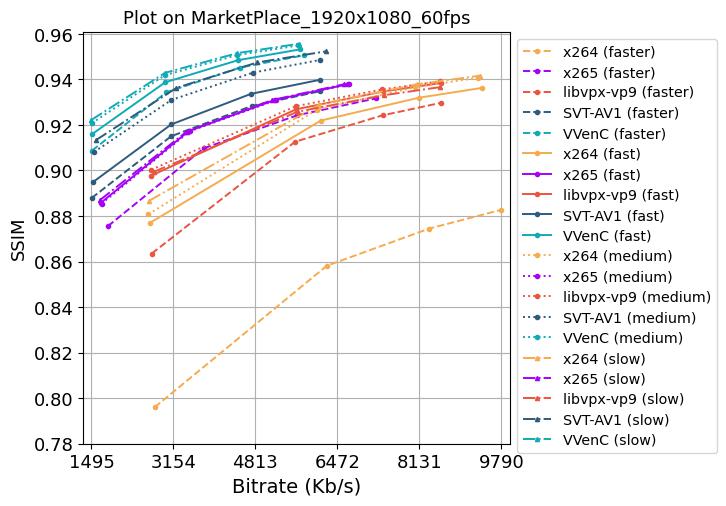 Plot on MarketPlace_1920x1080_60fps
0.96
0.94
0.92
0.90
0.88
0.86
0.84
0.82
0.80
0.78
SSIM
1495 3154 4813 6472 8131 9790
Bitrate (Kb/s)
x264 (faster)
x265 (faster)
libvpx-vp9 (faster)
SVT-AV1 (faster)
VVenC (faster)
x264 (fast)
x265 (fast)
libvpx-vp9 (fast)
SVT-AV1 (fast)
VVenC (fast)
x264 (medium)
x265 (medium)
libvpx-vp9 (medium)
SVT-AV1 (medium)
VVenC (medium)
x264 (slow)
x265 (slow)
libvpx-vp9 (slow)
SVT-AV1 (slow)
VVenC (slow)